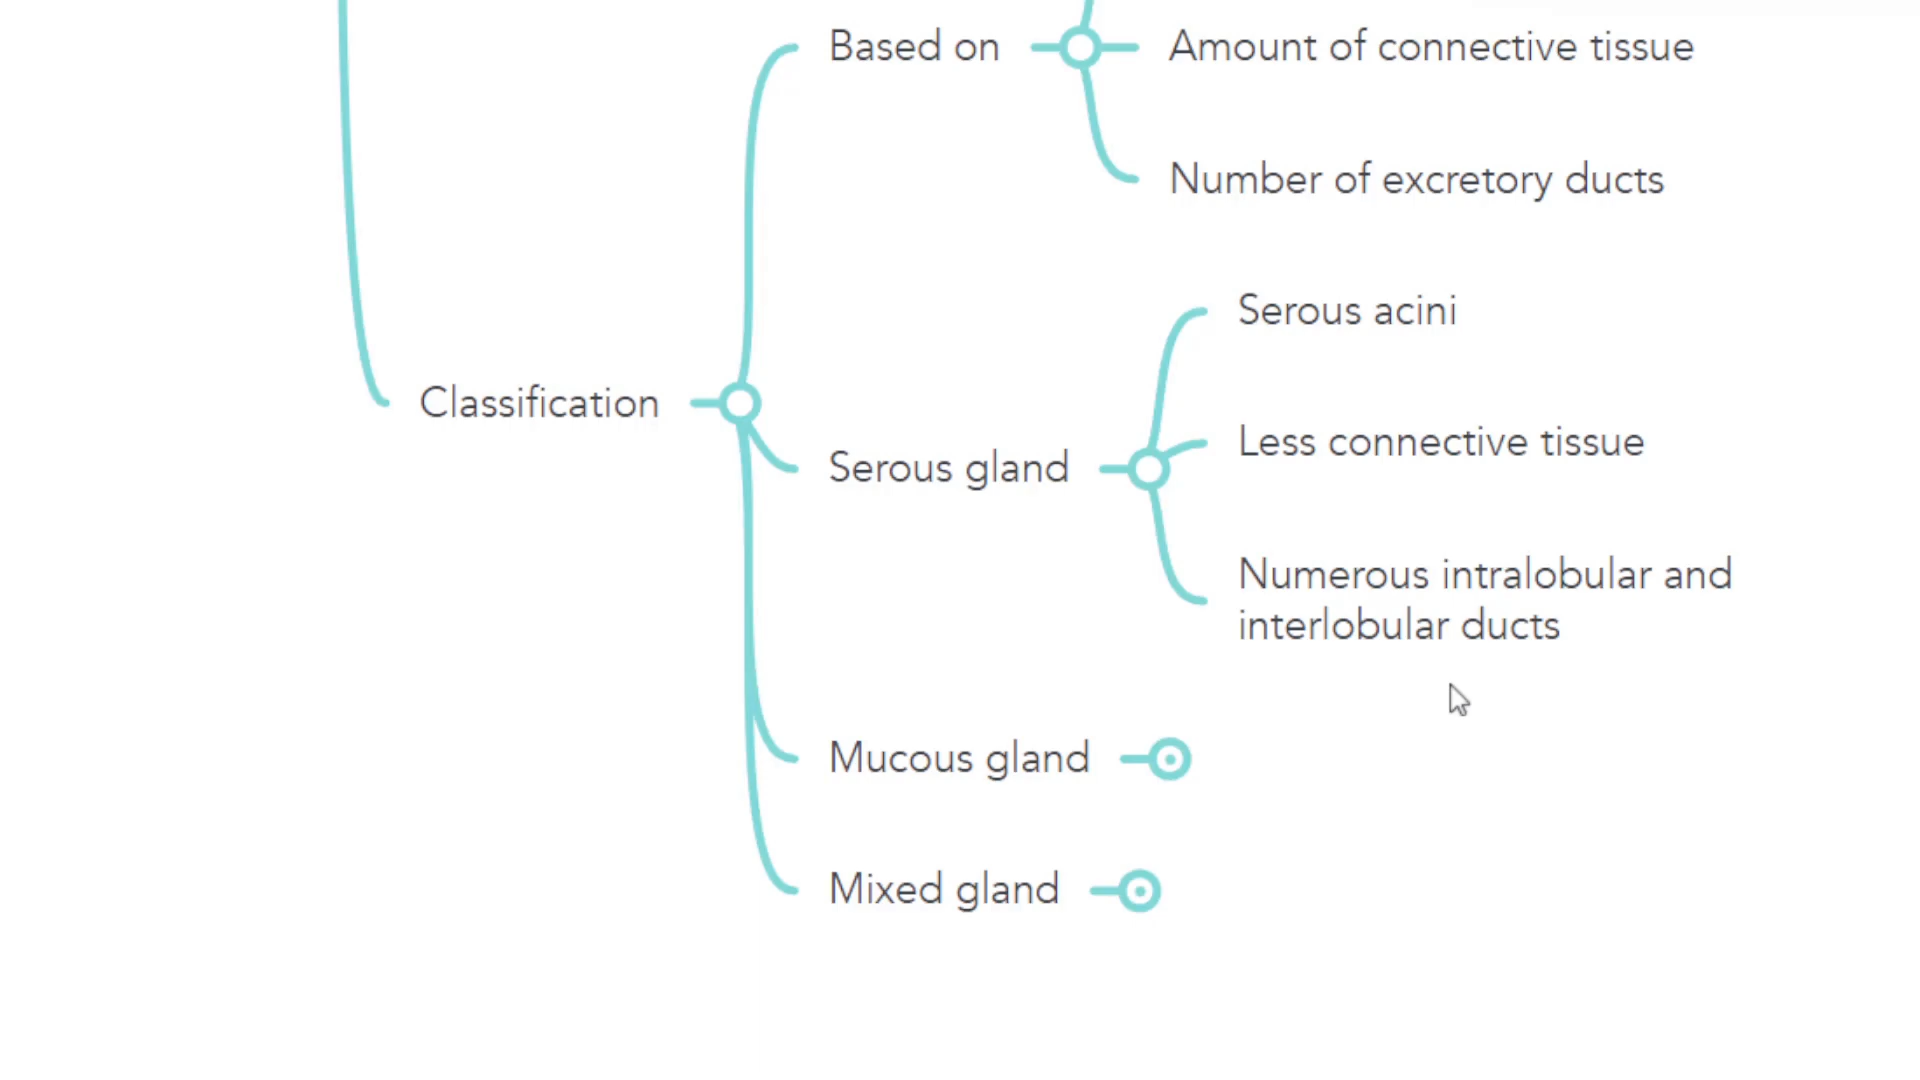 Based on
Amount of connective tissue
Number of excretory ducts
Classification
Serous gland
Serous acini
Less connective tissue
Numerous intralobular and
interlobular ducts
Mucous gland
Mixed gland